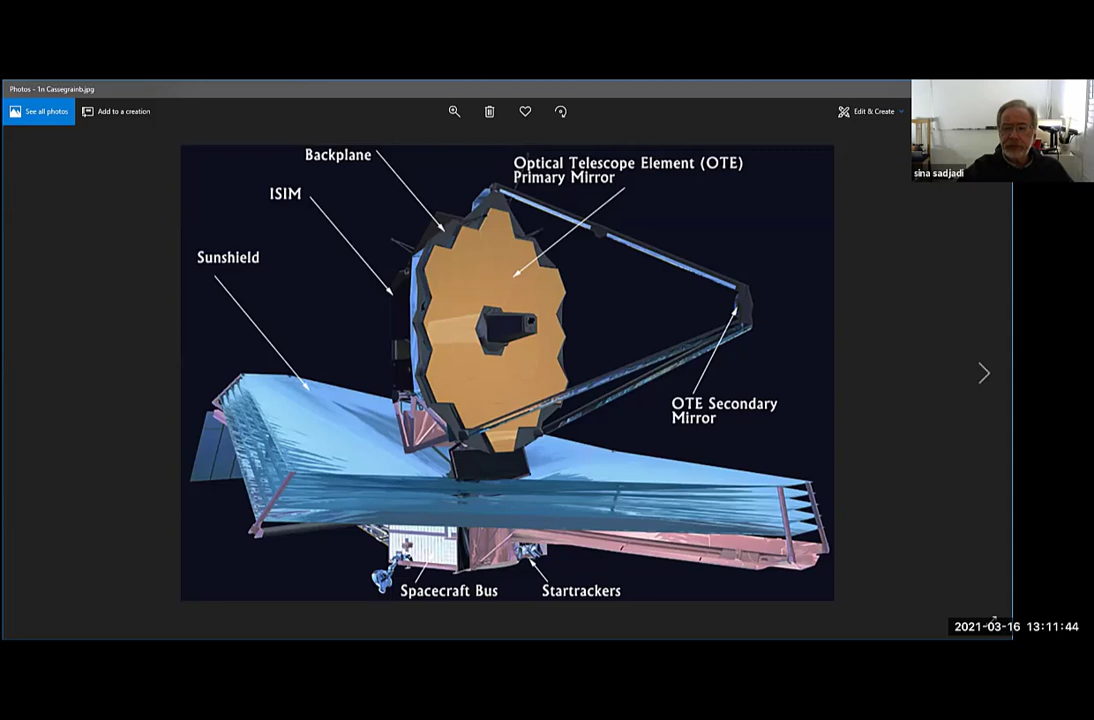 Photos - 1n Cassegrainb.jpg
See all photos
Add to a creation
Edit & Create
sina sadjadi
Backplane
Optical Telescope Element (OTE)
Primary Mirror
ISIM
Sunshield
OTE Secondary
Mirror
Spacecraft Bus
Startrackers
2021-03-16 13:11:44